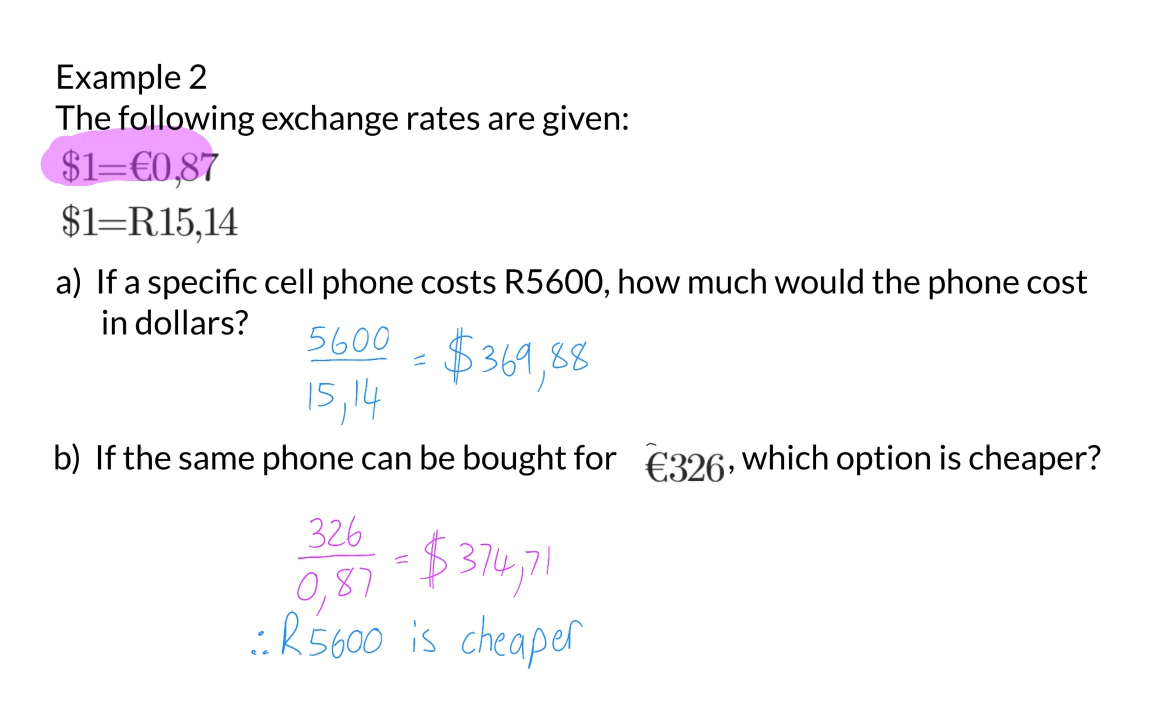 Example 2
The following exchange rates are given:
$1=€0,87
$1=R15,14
a) If a specific cell phone costs R5600, how much would the phone cost
in dollars?
5600
15,14
= $369,88
b) If the same phone can be bought for €326, which option is cheaper?
326
0,87
= $374,71
∴ R5600 is cheaper